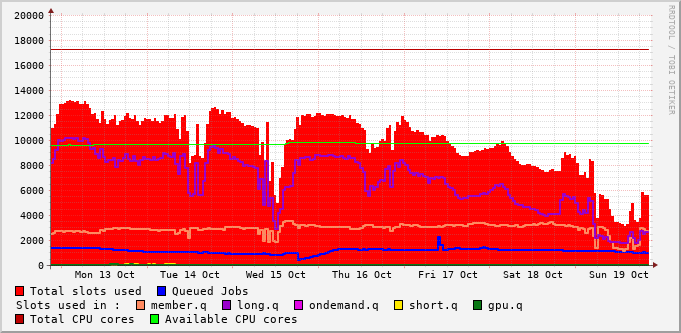 RRDTOOL / TOBI OETIKER
20000
18000
16000
14000
12000
10000
8000
6000
4000
2000
0
Mon 13 Oct Tue 14 Oct Wed 15 Oct Thu 16 Oct Fri 17 Oct Sat 18 Oct Sun 19 Oct
Total slots used Queued Jobs
Slots used in : member.q long.q ondemand.q short.q gpu.q
Total CPU cores Available CPU cores